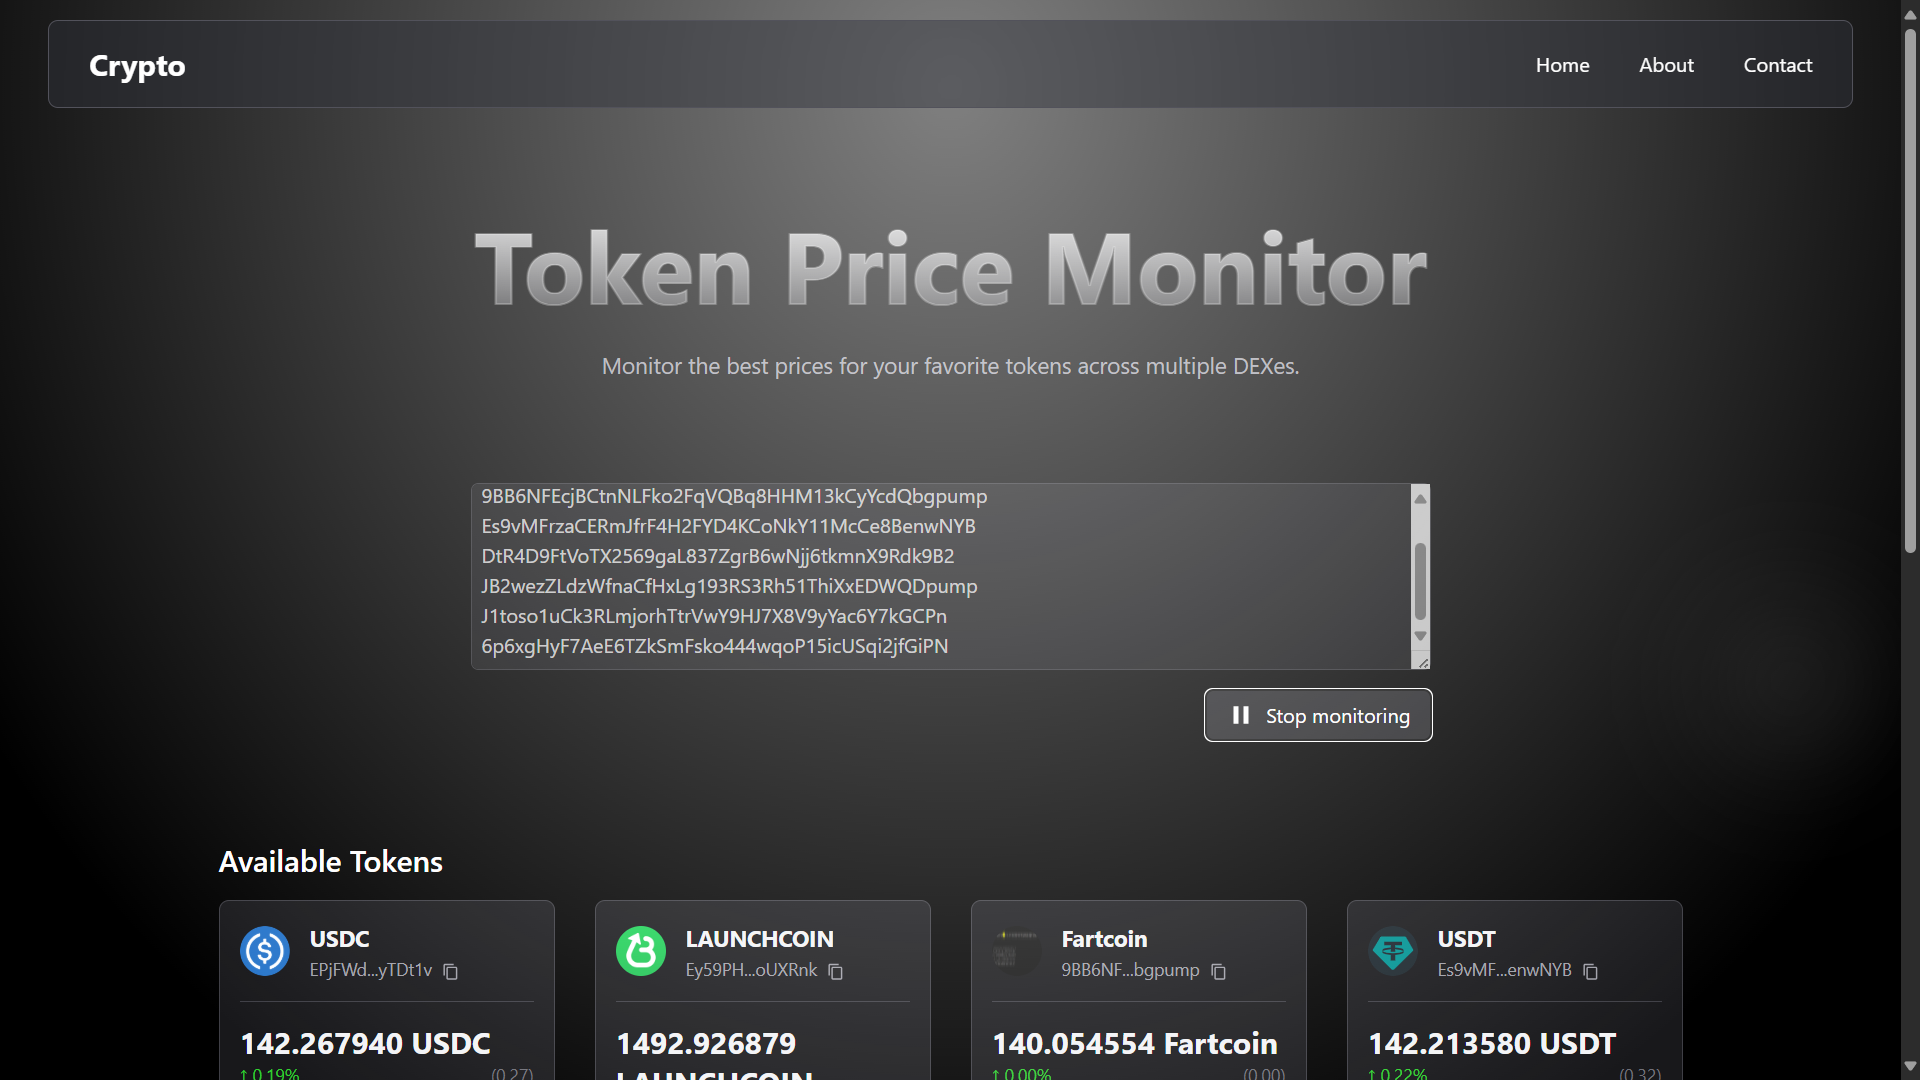 Crypto
Home About Contact
Token Price Monitor
Monitor the best prices for your favorite tokens across multiple DEXes.
9BB6NFEcjBCtnNLFko2FqVQBq8HHM13kCyYcdQbgpump
Es9vMFrzaCERmJfrF4H2FYD4KCoNkY11McCe8BenwNYB
DtR4D9FtVoTX2569gaL837ZgrB6wNjj6tkmnX9Rdk9B2
JB2wezZLdzWfnaCfHxLg193RS3Rh51ThiXxEDWQDpump
J1toso1uCk3RLmjorhTtrVwY9HJ7X8V9yYac6Y7kGCPn
6p6xgHyF7AeE6TZkSmFsko444wqoP15icUSqi2jfGiPN
Stop monitoring
Available Tokens
USDC
EPjFWd...yTDt1v
142.267940 USDC
↑ 0.19% (0.27)
LAUNCHCOIN
Ey59PH...oUXRnk
1492.926879
LAUNCHCOIN
Fartcoin
9BB6NF...bgpump
140.054554 Fartcoin
↑ 0.00% (0.00)
USDT
Es9vMF...enwNYB
142.213580 USDT
↑ 0.22% (0.32)